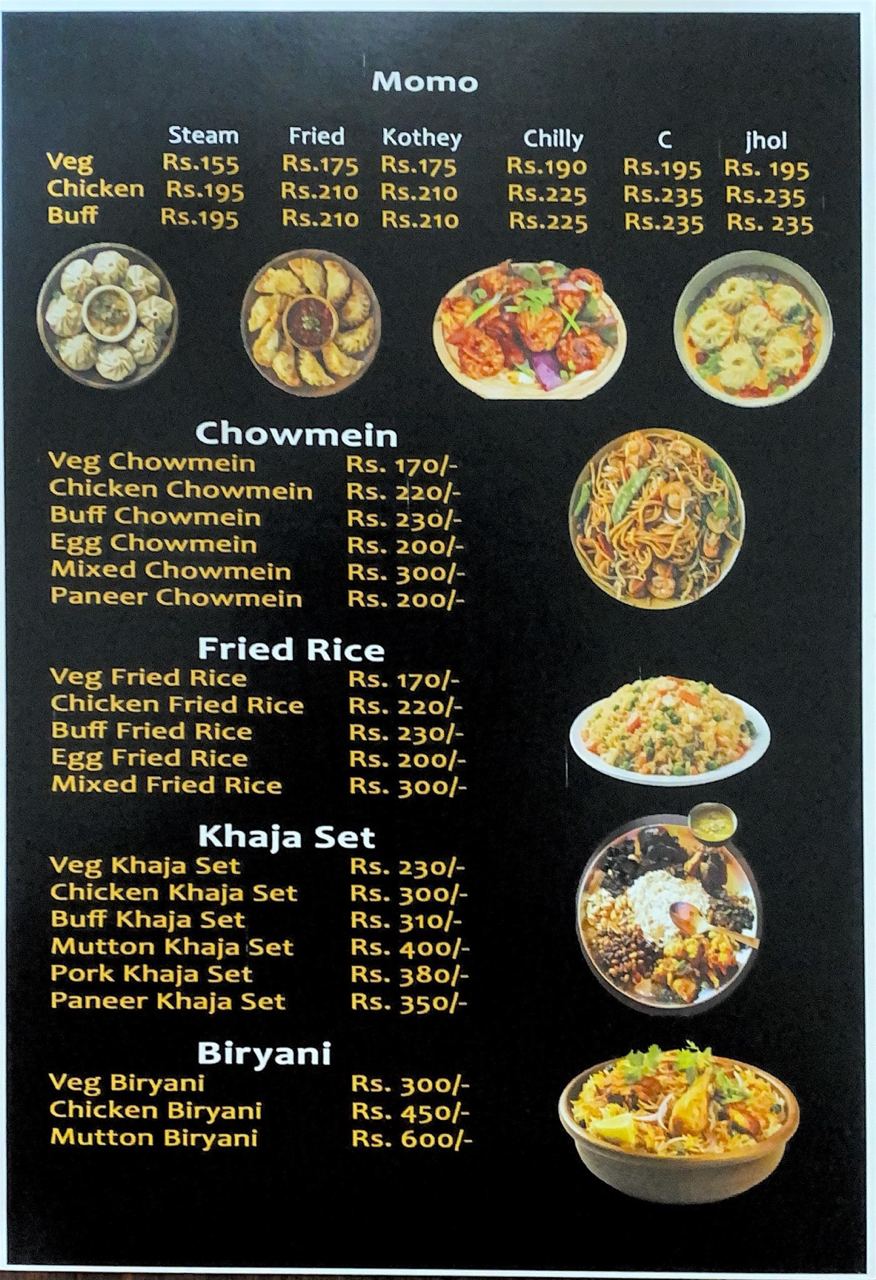 Momo
Steam Fried Kothey Chilly C jhol
Veg Rs.155 Rs.175 Rs.175 Rs.190 Rs.195 Rs. 195
Chicken Rs.195 Rs.210 Rs.210 Rs.225 Rs.235 Rs.235
Buff Rs.195 Rs.210 Rs.210 Rs.225 Rs.235 Rs. 235
Chowmein
Veg Chowmein Rs. 170/-
Chicken Chowmein Rs. 220/-
Buff Chowmein Rs. 230/-
Egg Chowmein Rs. 200/-
Mixed Chowmein Rs. 300/-
Paneer Chowmein Rs. 200/-
Fried Rice
Veg Fried Rice Rs. 170/-
Chicken Fried Rice Rs. 220/-
Buff Fried Rice Rs. 230/-
Egg Fried Rice Rs. 200/-
Mixed Fried Rice Rs. 300/-
Khaja Set
Veg Khaja Set Rs. 230/-
Chicken Khaja Set Rs. 300/-
Buff Khaja Set Rs. 310/-
Mutton Khaja Set Rs. 400/-
Pork Khaja Set Rs. 380/-
Paneer Khaja Set Rs. 350/-
Biryani
Veg Biryani Rs. 300/-
Chicken Biryani Rs. 450/-
Mutton Biryani Rs. 600/-